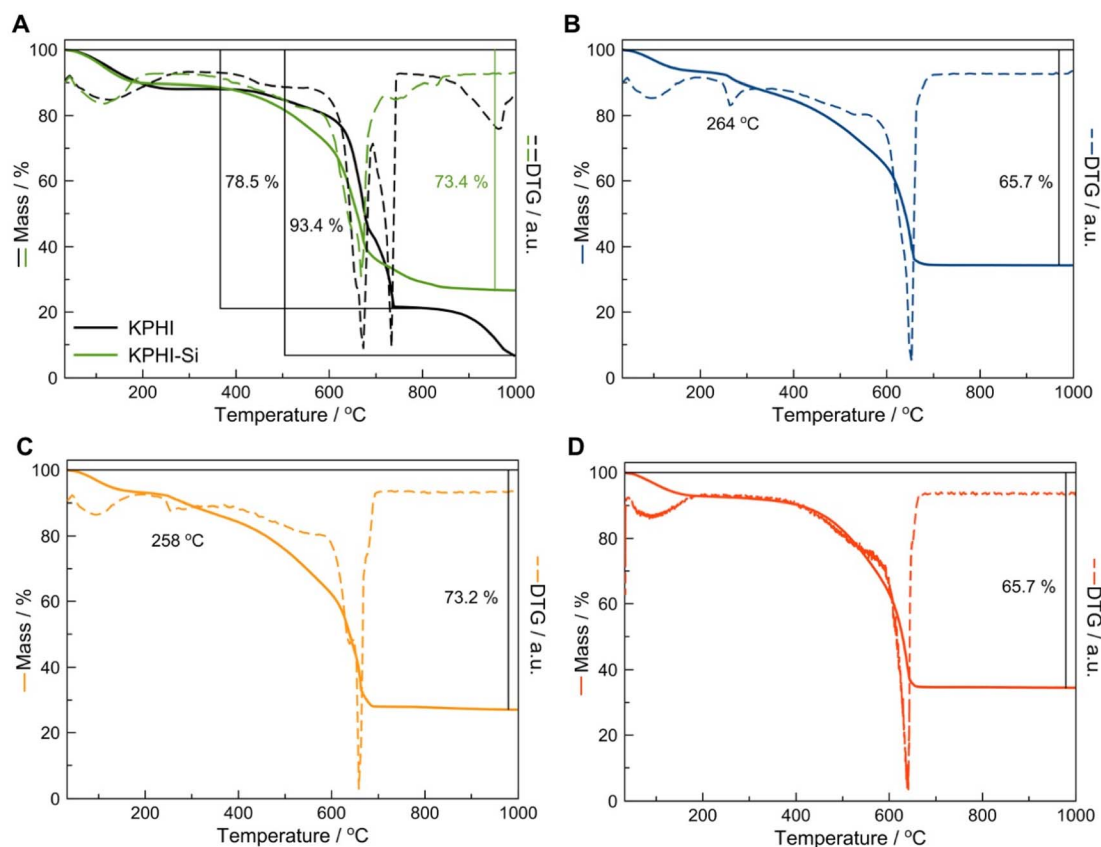 A
100
80
60
40
20
0
Mass / %
78.5 %
93.4 %
73.4 %
KPHI
KPHI-Si
DTG / a.u.
200
400
600
800
1000
Temperature / °C
B
100
80
60
40
20
0
Mass / %
264 °C
65.7 %
DTG / a.u.
200
400
600
800
1000
Temperature / °C
C
100
80
60
40
20
0
Mass / %
258 °C
73.2 %
DTG / a.u.
200
400
600
800
1000
Temperature / °C
D
100
80
60
40
20
0
Mass / %
65.7 %
DTG / a.u.
200
400
600
800
1000
Temperature / °C